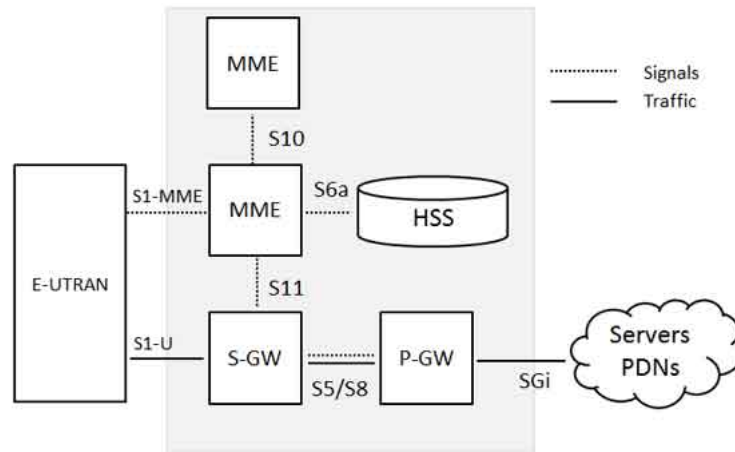 MME
Signals
Traffic
S10
S1-MME
MME
S6a
HSS
E-UTRAN
S11
S1-U
S-GW
P-GW
S5/S8
SGi
Servers
PDNs